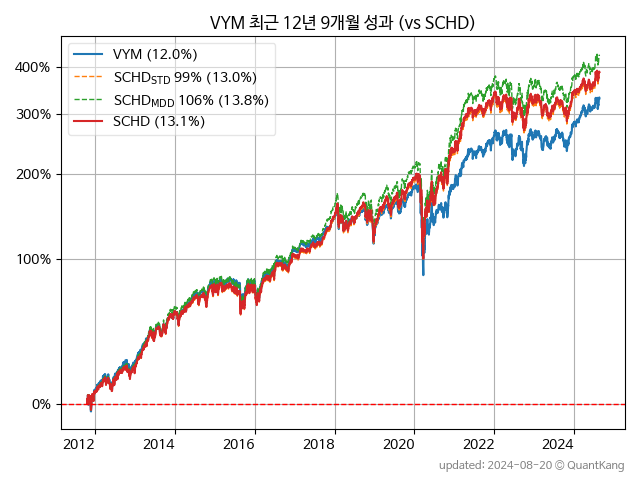 VYM 최근 12년 9개월 성과 (vs SCHD)
VYM (12.0%)
SCHD_STD 99% (13.0%)
SCHD_MDD 106% (13.8%)
SCHD (13.1%)
400%
300%
200%
100%
0%
2012 2014 2016 2018 2020 2022 2024
updated: 2024-08-20 © QuantKang